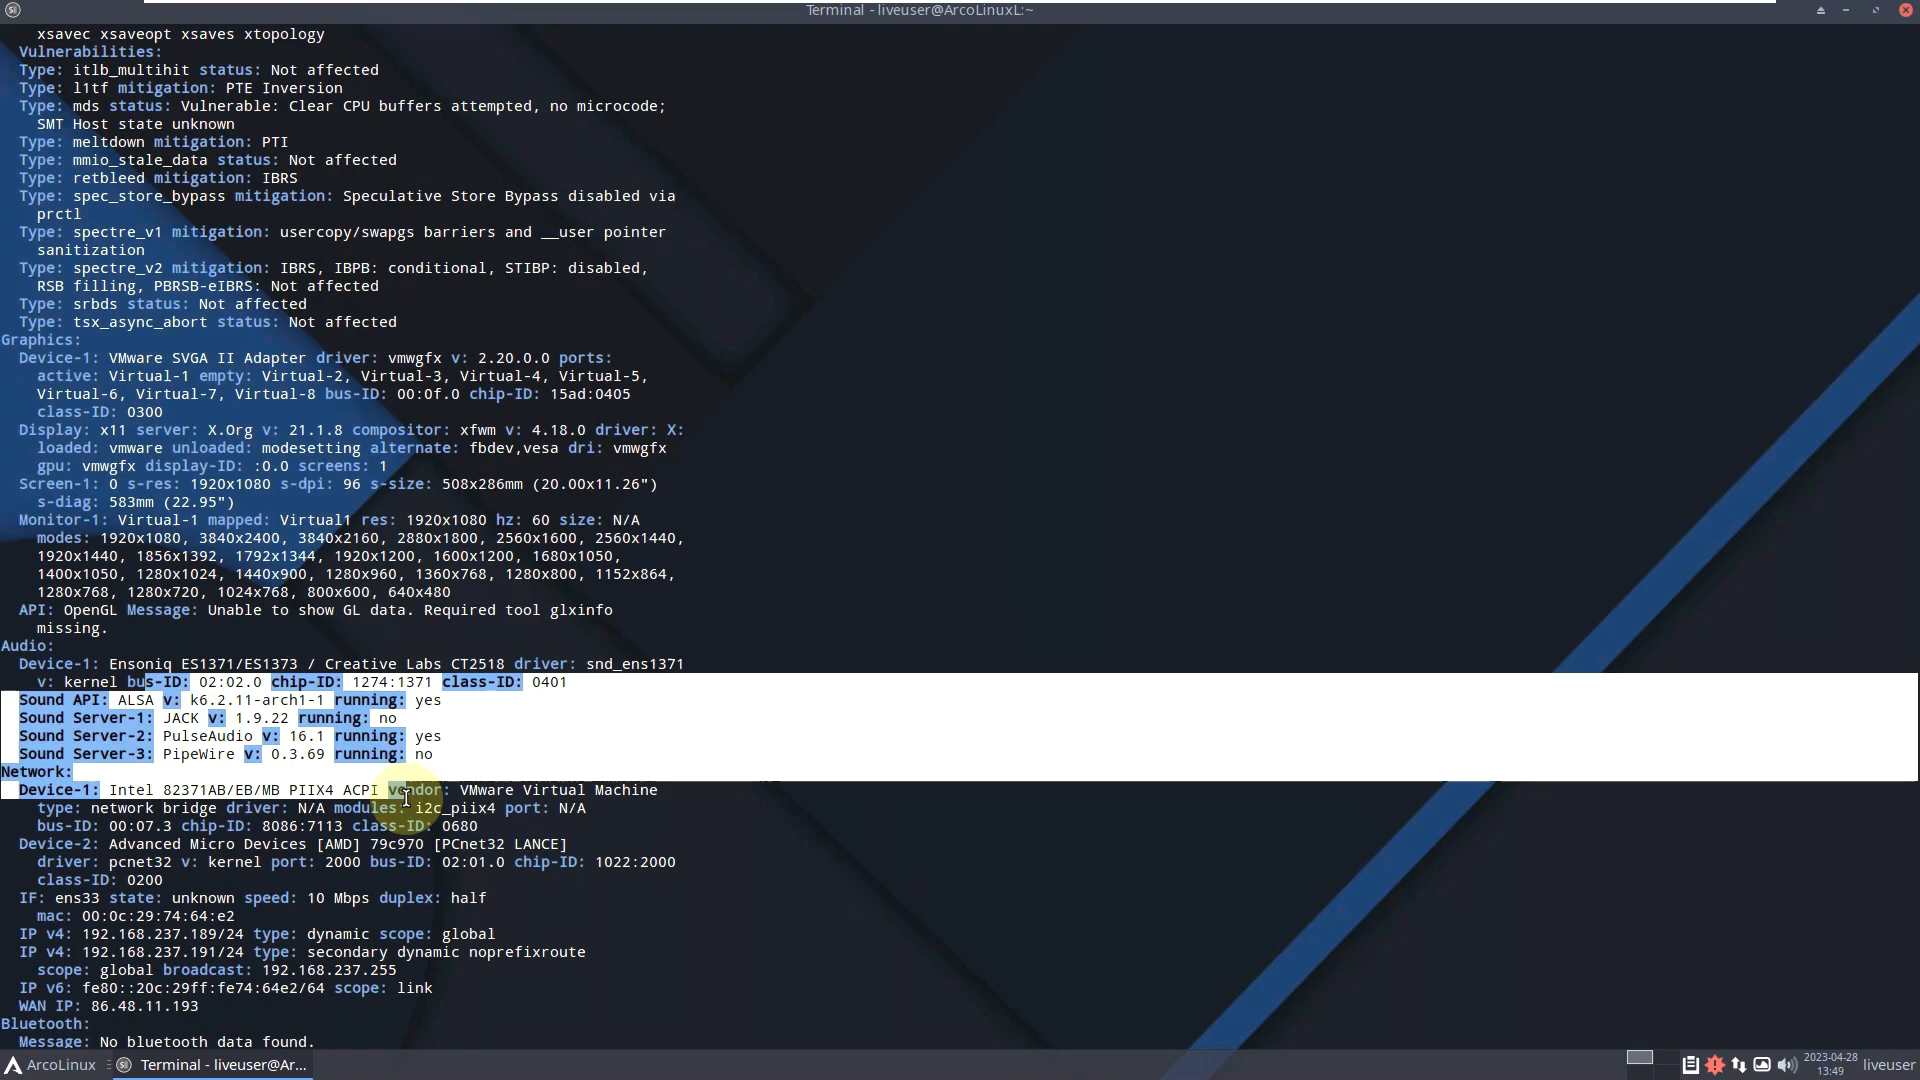 Terminal - liveuser@ArcoLinuxL:~
xsavec xsaveopt xsaves xtopology
Vulnerabilities:
Type: itlb_multihit status: Not affected
Type: l1tf mitigation: PTE Inversion
Type: mds status: Vulnerable: Clear CPU buffers attempted, no microcode;
SMT Host state unknown
Type: meltdown mitigation: PTI
Type: mmio_stale_data status: Not affected
Type: retbleed mitigation: IBRS
Type: spec_store_bypass mitigation: Speculative Store Bypass disabled via
prctl
Type: spectre_v1 mitigation: usercopy/swapgs barriers and __user pointer
sanitization
Type: spectre_v2 mitigation: IBRS, IBPB: conditional, STIBP: disabled,
RSB filling, PBRSB-eIBRS: Not affected
Type: srbds status: Not affected
Type: tsx_async_abort status: Not affected
Graphics:
Device-1: VMware SVGA II Adapter driver: vmwgfx v: 2.20.0.0 ports:
active: Virtual-1 empty: Virtual-2, Virtual-3, Virtual-4, Virtual-5,
Virtual-6, Virtual-7, Virtual-8 bus-ID: 00:0f.0 chip-ID: 15ad:0405
class-ID: 0300
Display: x11 server: X.Org v: 21.1.8 compositor: xfwm v: 4.18.0 driver: X:
loaded: vmware unloaded: modesetting alternate: fbdev,vesa dri: vmwgfx
gpu: vmwgfx display-ID: :0.0 screens: 1
Screen-1: 0 s-res: 1920x1080 s-dpi: 96 s-size: 508x286mm (20.00x11.26")
s-diag: 583mm (22.95")
Monitor-1: Virtual-1 mapped: Virtual1 res: 1920x1080 hz: 60 size: N/A
modes: 1920x1080, 3840x2400, 3840x2160, 2880x1800, 2560x1600, 2560x1440,
1920x1440, 1856x1392, 1792x1344, 1920x1200, 1600x1200, 1680x1050,
1400x1050, 1280x1024, 1440x900, 1280x960, 1360x768, 1280x800, 1152x864,
1280x768, 1280x720, 1024x768, 800x600, 640x480
API: OpenGL Message: Unable to show GL data. Required tool glxinfo
missing.
Audio:
Device-1: Ensoniq ES1371/ES1373 / Creative Labs CT2518 driver: snd_ens1371
v: kernel bus-ID: 02:02.0 chip-ID: 1274:1371 class-ID: 0401
Sound API: ALSA v: k6.2.11-arch1-1 running: yes
Sound Server-1: JACK v: 1.9.22 running: no
Sound Server-2: PulseAudio v: 16.1 running: yes
Sound Server-3: PipeWire v: 0.3.69 running: no
Network:
Device-1: Intel 82371AB/EB/MB PIIX4 ACPI vendor: VMware Virtual Machine
type: network bridge driver: N/A modules: i2c_piix4 port: N/A
bus-ID: 00:07.3 chip-ID: 8086:7113 class-ID: 0680
Device-2: Advanced Micro Devices [AMD] 79c970 [PCnet32 LANCE]
driver: pcnet32 v: kernel port: 2000 bus-ID: 02:01.0 chip-ID: 1022:2000
class-ID: 0200
IF: ens33 state: unknown speed: 10 Mbps duplex: half
mac: 00:0c:29:74:64:e2
IP v4: 192.168.237.189/24 type: dynamic scope: global
IP v4: 192.168.237.191/24 type: secondary dynamic noprefixroute
scope: global broadcast: 192.168.237.255
IP v6: fe80::20c:29ff:fe74:64e2/64 scope: link
WAN IP: 86.48.11.193
Bluetooth:
Message: No bluetooth data found.
ArcoLinux
Terminal - liveuser@Ar...
2023-04-28
13:49
liveuser